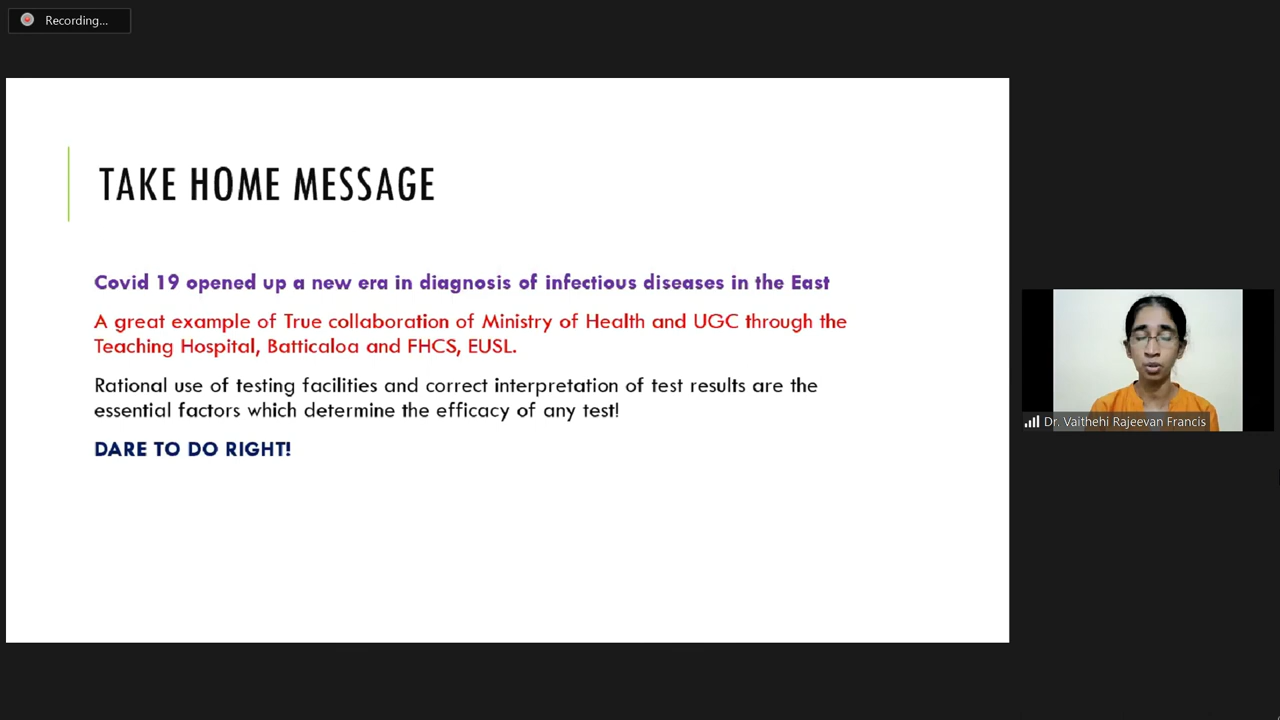 Recording...
TAKE HOME MESSAGE
Covid 19 opened up a new era in diagnosis of infectious diseases in the East
A great example of True collaboration of Ministry of Health and UGC through the
Teaching Hospital, Batticaloa and FHCS, EUSL.
Rational use of testing facilities and correct interpretation of test results are the
essential factors which determine the efficacy of any test!
DARE TO DO RIGHT!
Dr. Vaithehi Rajeevan Francis